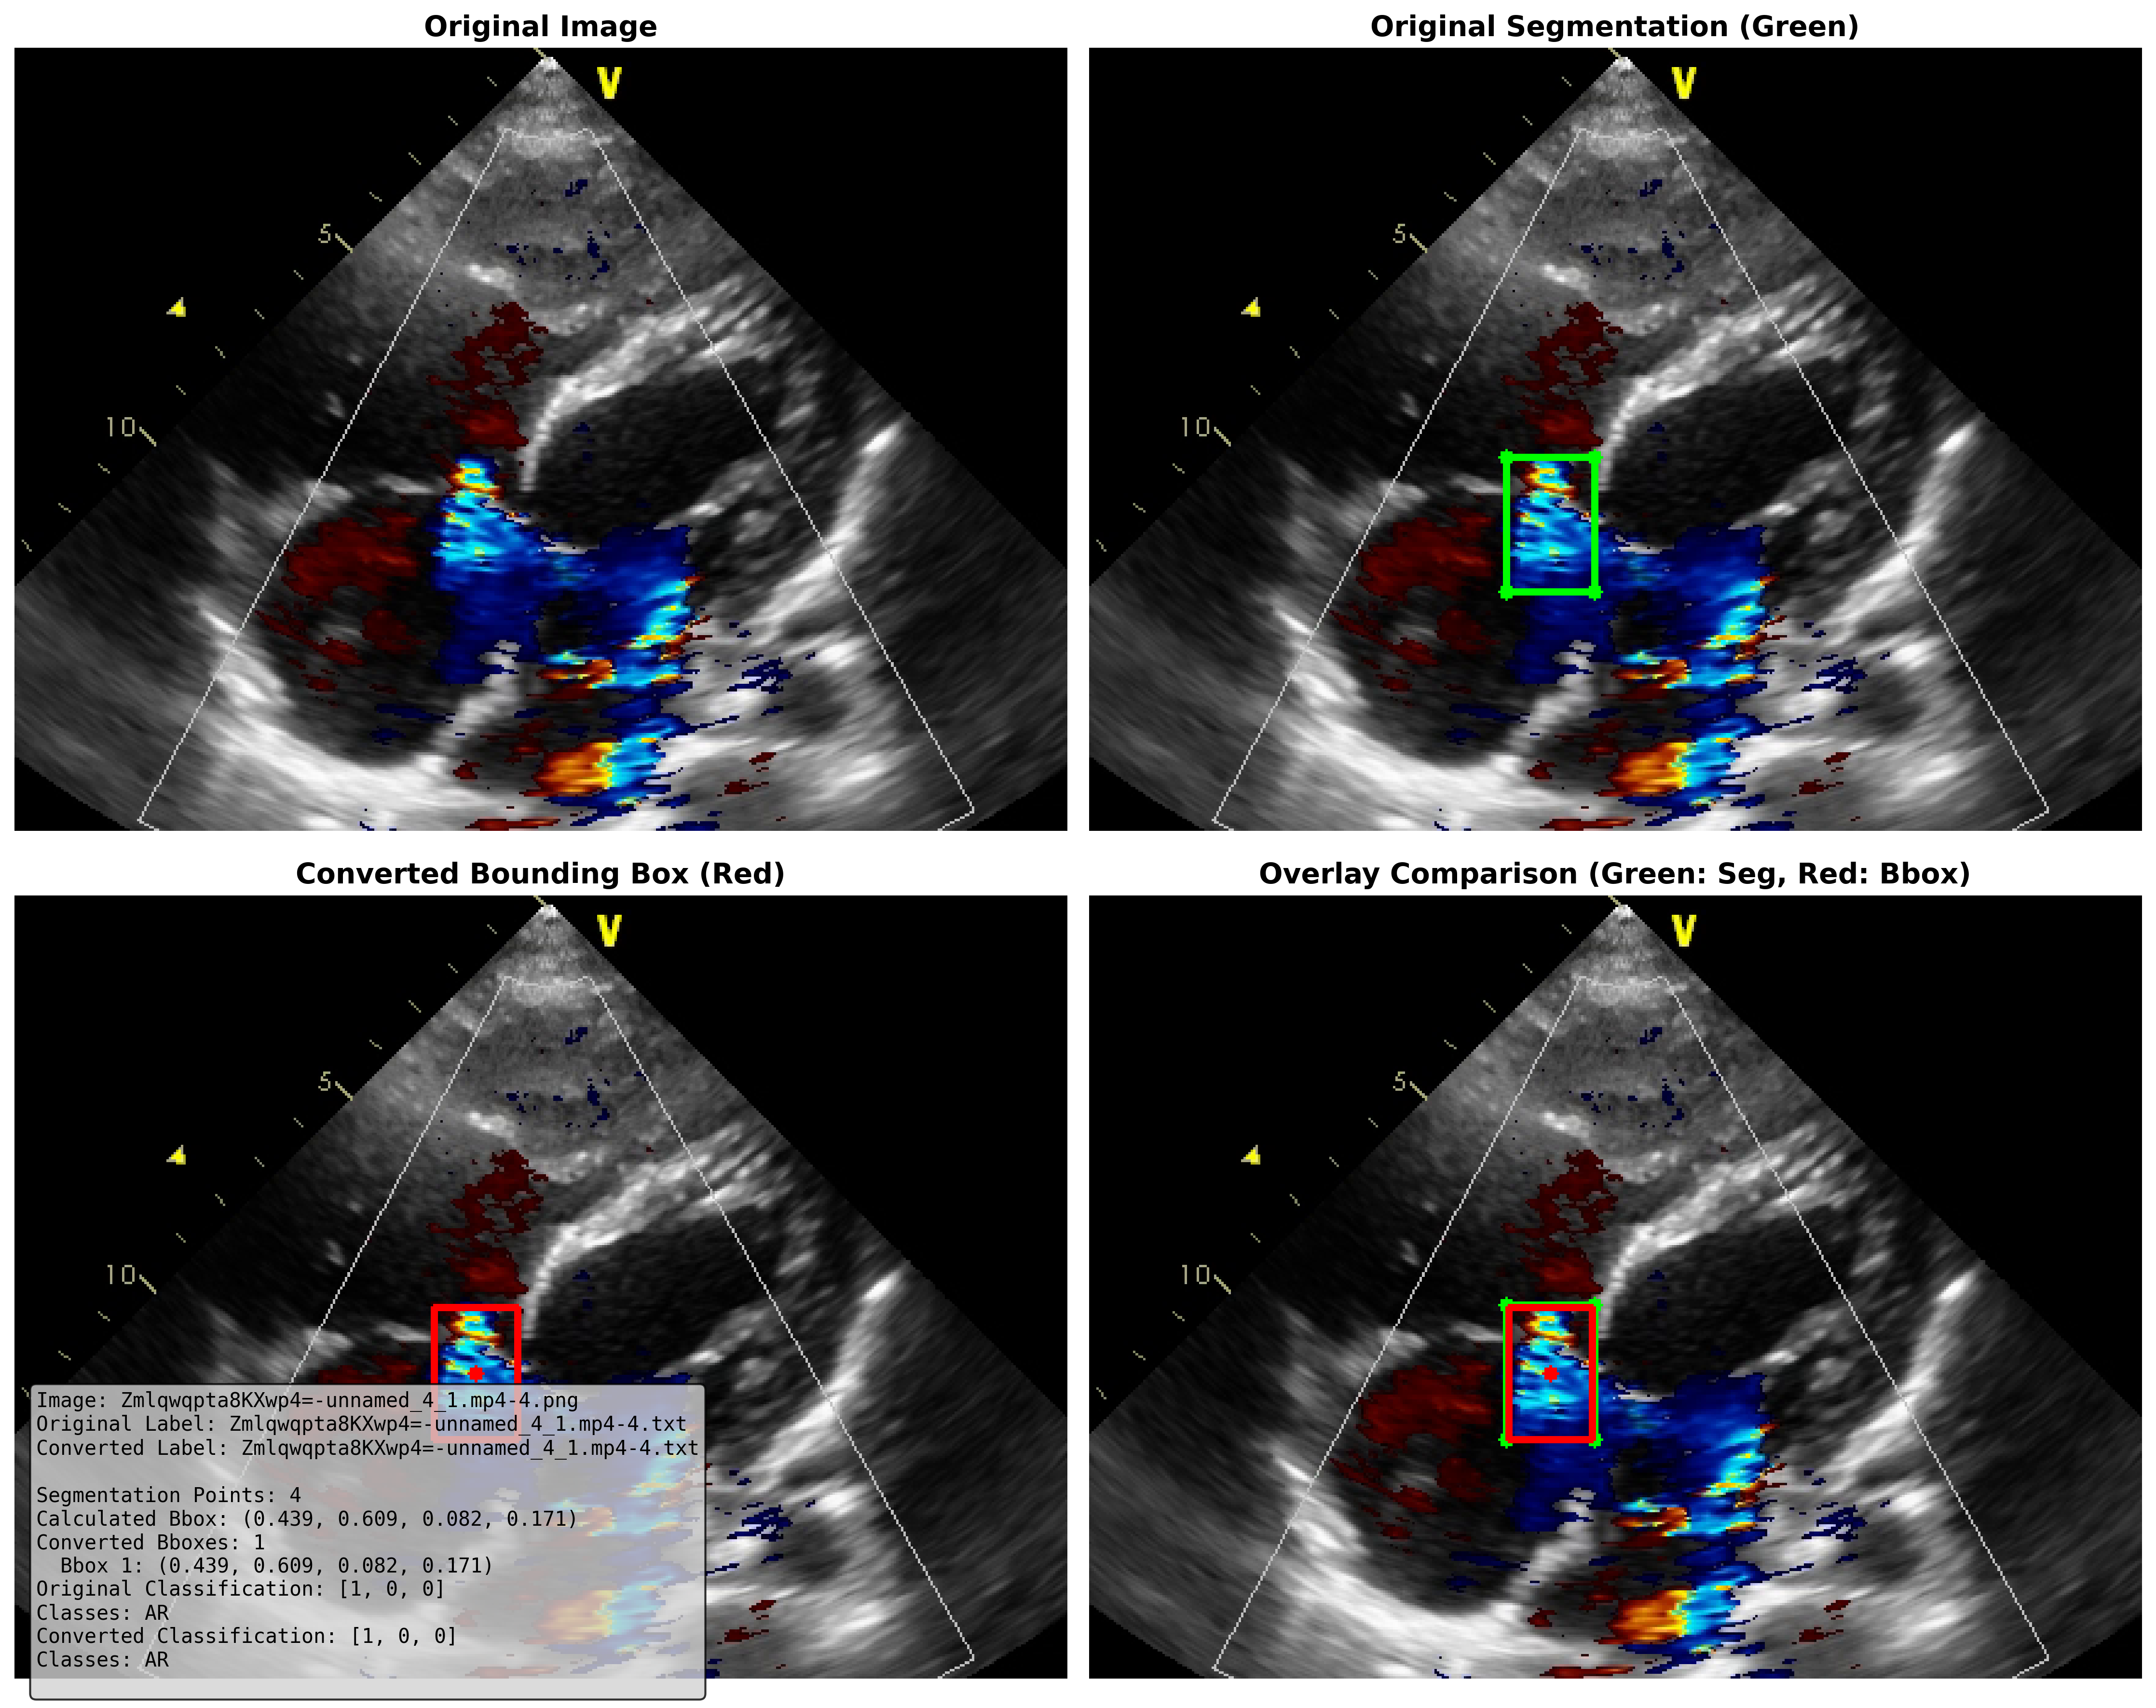 Original Image
Original Segmentation (Green)
V
5
10
V
5
10
Converted Bounding Box (Red)
Overlay Comparison (Green: Seg, Red: Bbox)
V
5
10
V
5
10
Image: Zmlqwqpta8KXwp4=-unnamed_4_1.mp4-4.png
Original Label: Zmlqwqpta8KXwp4=-unnamed_4_1.mp4-4.txt
Converted Label: Zmlqwqpta8KXwp4=-unnamed_4_1.mp4-4.txt
Segmentation Points: 4
Calculated Bbox: (0.439, 0.609, 0.082, 0.171)
Converted Bboxes: 1
Bbox 1: (0.439, 0.609, 0.082, 0.171)
Original Classification: [1, 0, 0]
Classes: AR
Converted Classification: [1, 0, 0]
Classes: AR